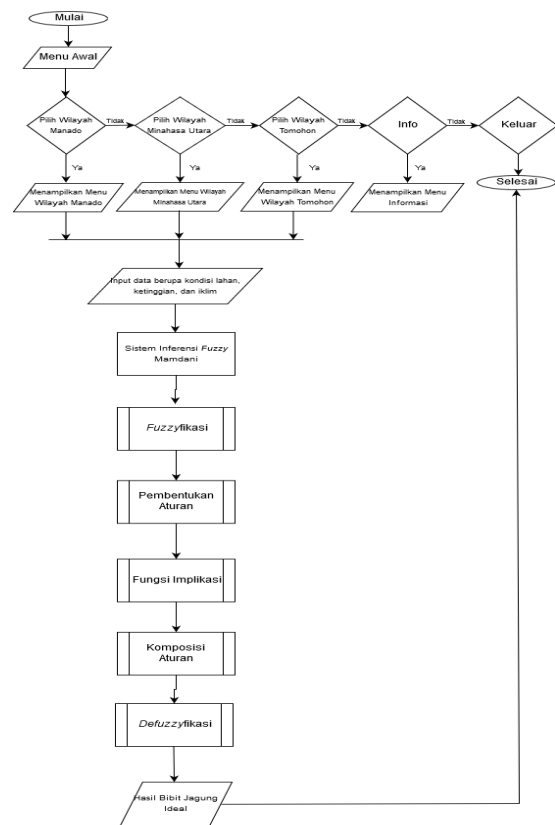 Mulai
Menu Awal
Pilih Wilayah
Manado
Tidak
Pilih Wilayah
Minahasa Utara
Tidak
Pilih Wilayah
Tomohon
Tidak
Info
Tidak
Keluar
Ya
Ya
Ya
Ya
Menampilkan Menu
Wilayah Manado
Menampilkan Menu Wilayah
Minahasa Utara
Menampilkan Menu
Wilayah Tomohon
Menampilkan Menu
Informasi
Selesai
Input data berupa kondisi lahan,
ketinggian, dan iklim
Sistem Inferensi Fuzzy
Mamdani
Fuzzyfikasi
Pembentukan
Aturan
Fungsi Implikasi
Komposisi
Aturan
Defuzzyfikasi
Hasil Bibit Jagung
Ideal